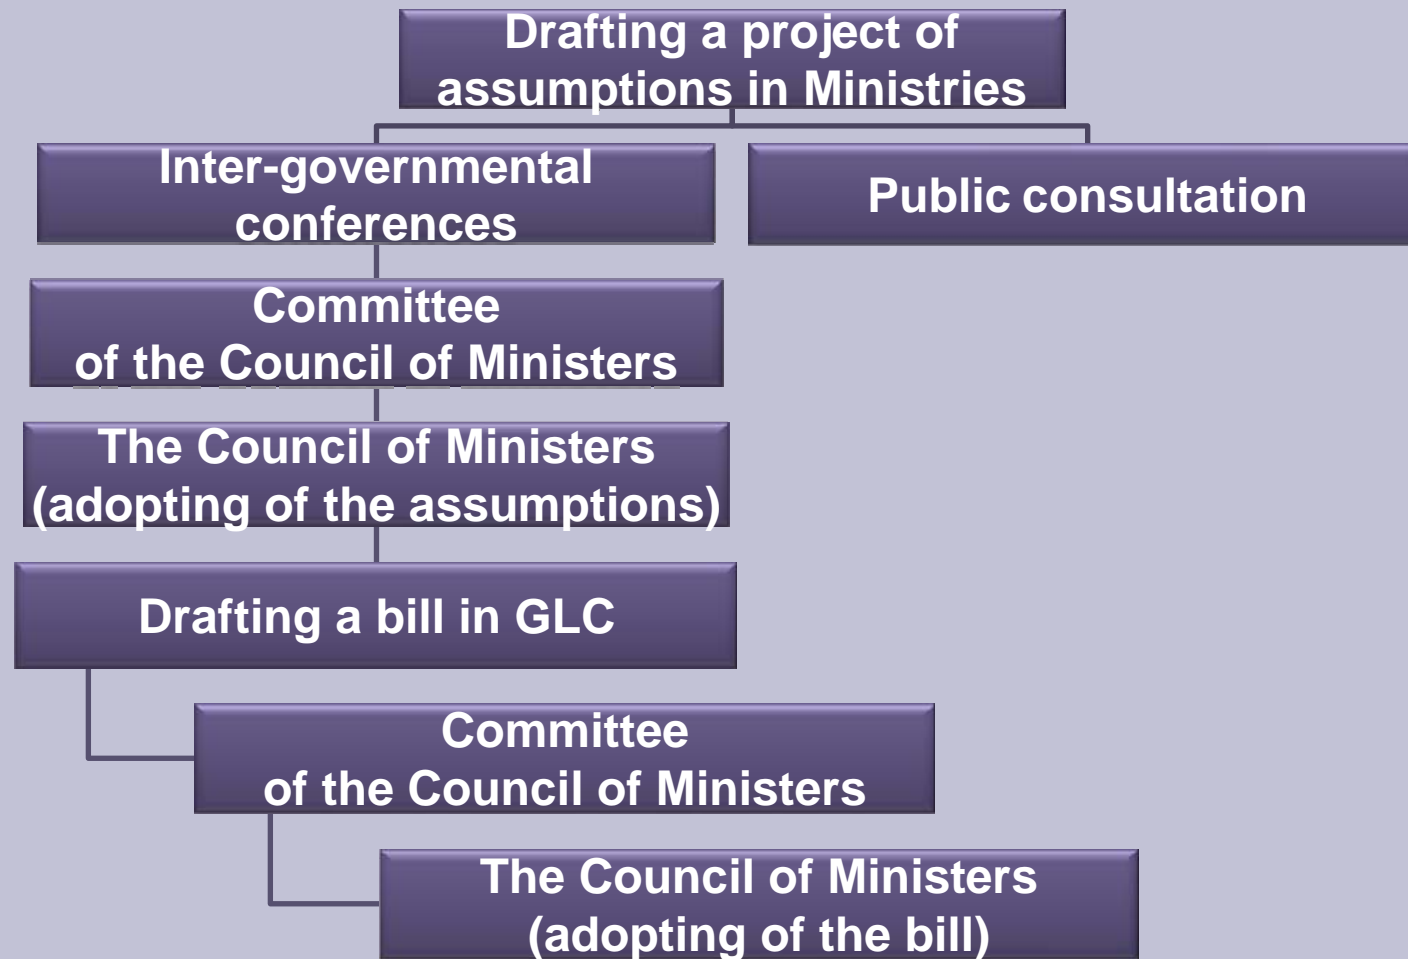 Drafting a project of
assumptions in Ministries
Inter-governmental
conferences
Public consultation
Committee
of the Council of Ministers
The Council of Ministers
(adopting of the assumptions)
Drafting a bill in GLC
Committee
of the Council of Ministers
The Council of Ministers
(adopting of the bill)